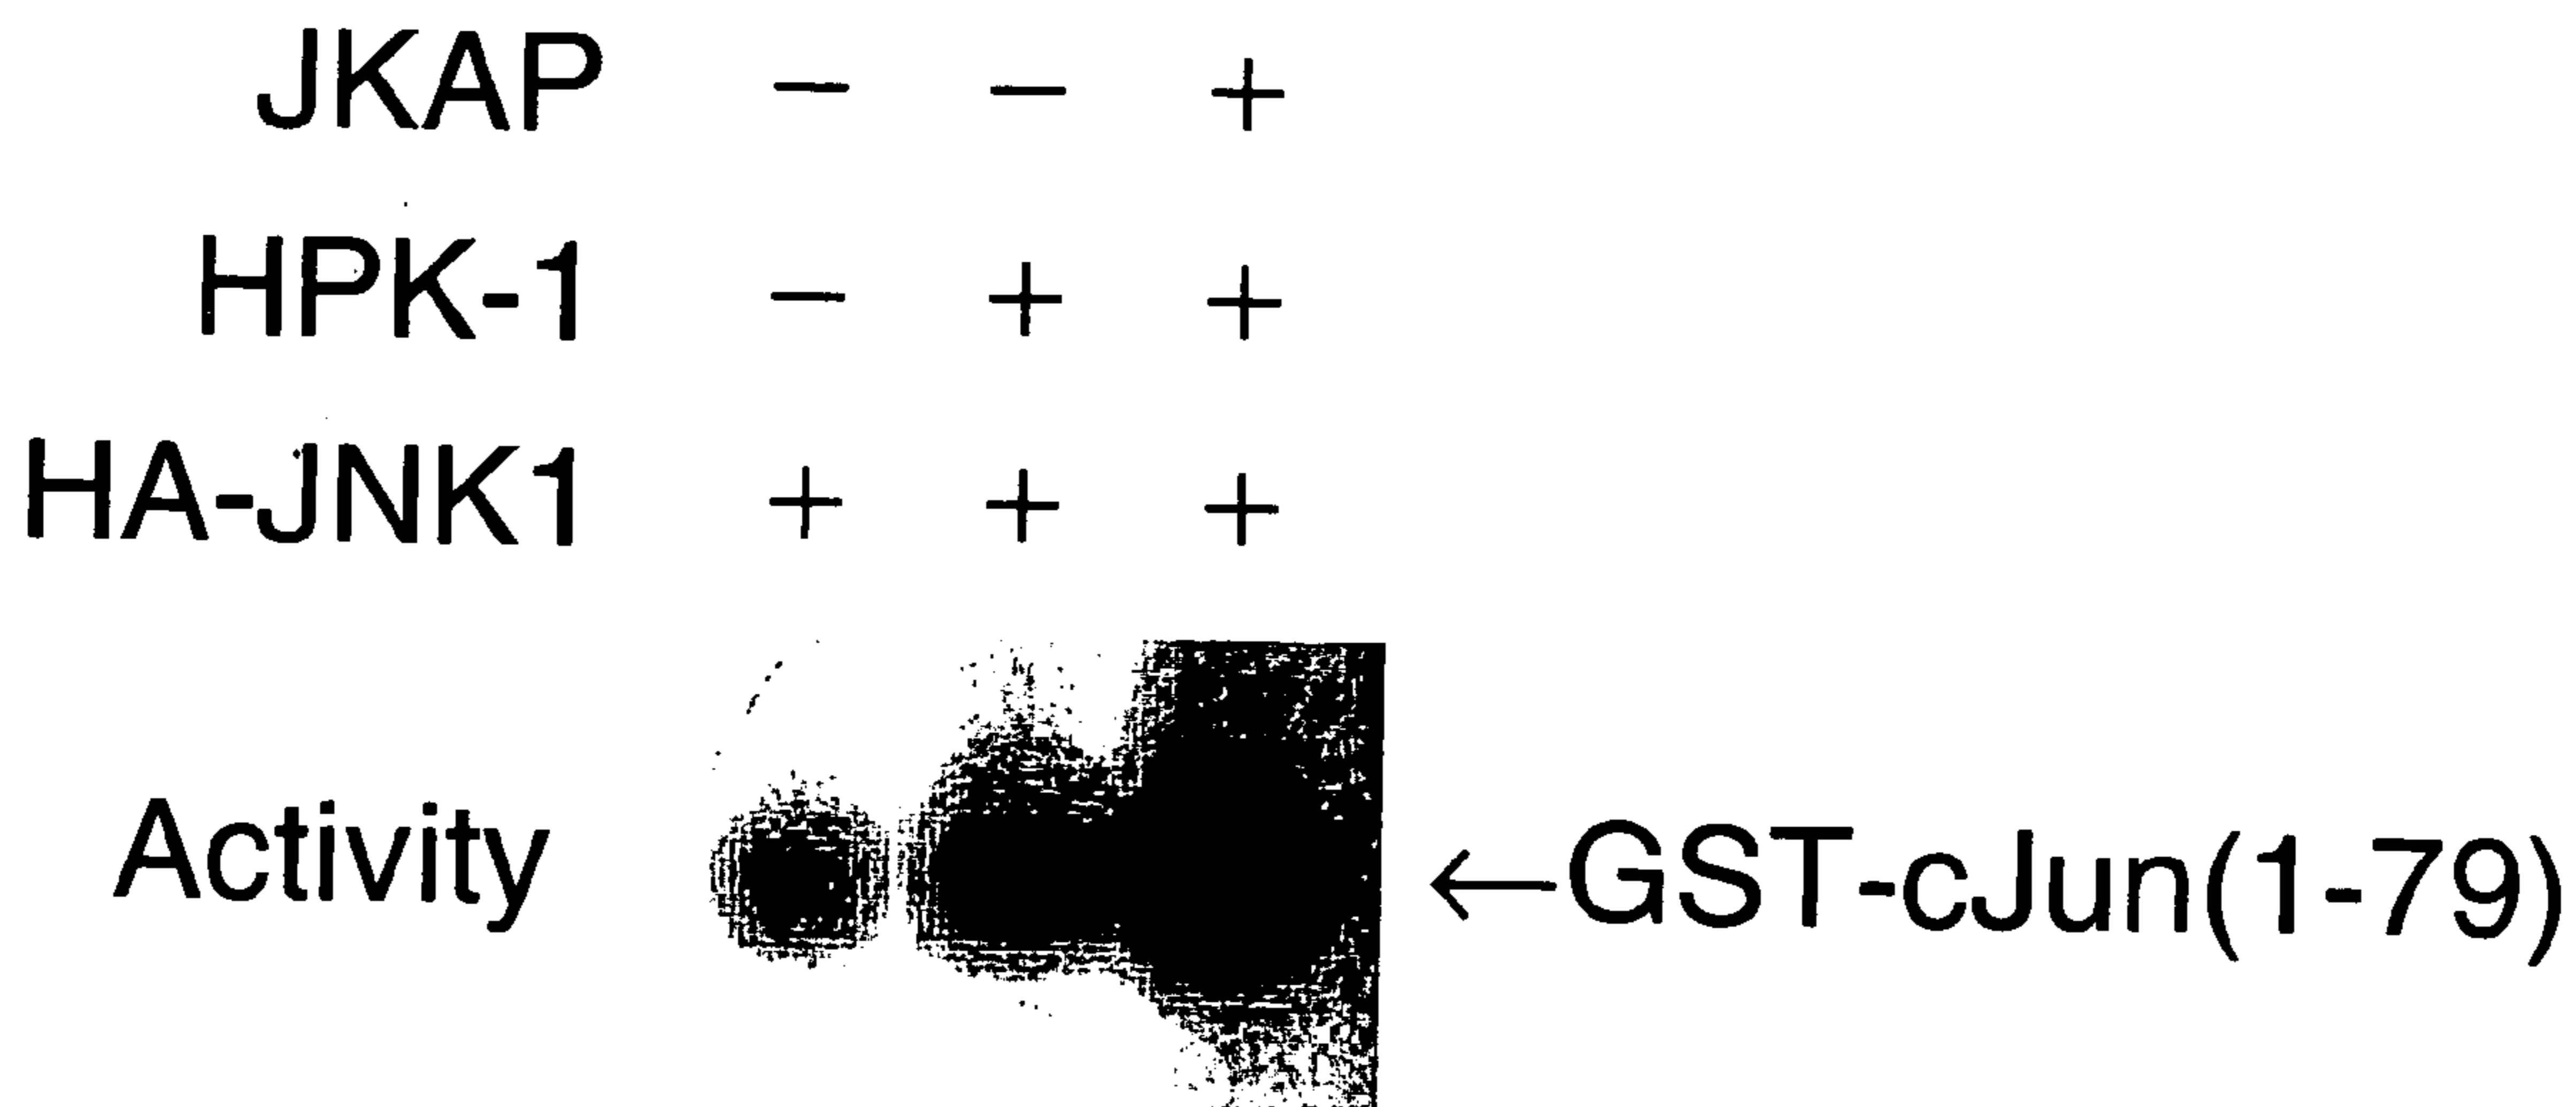 JKAP − − +
HPK-1 − + +
HA-JNK1 + + +
Activity ←GST-cJun(1-79)